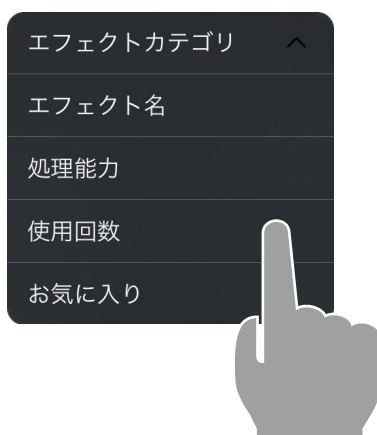 エフェクトカテゴリ
エフェクト名
処理能力
使用回数
お気に入り